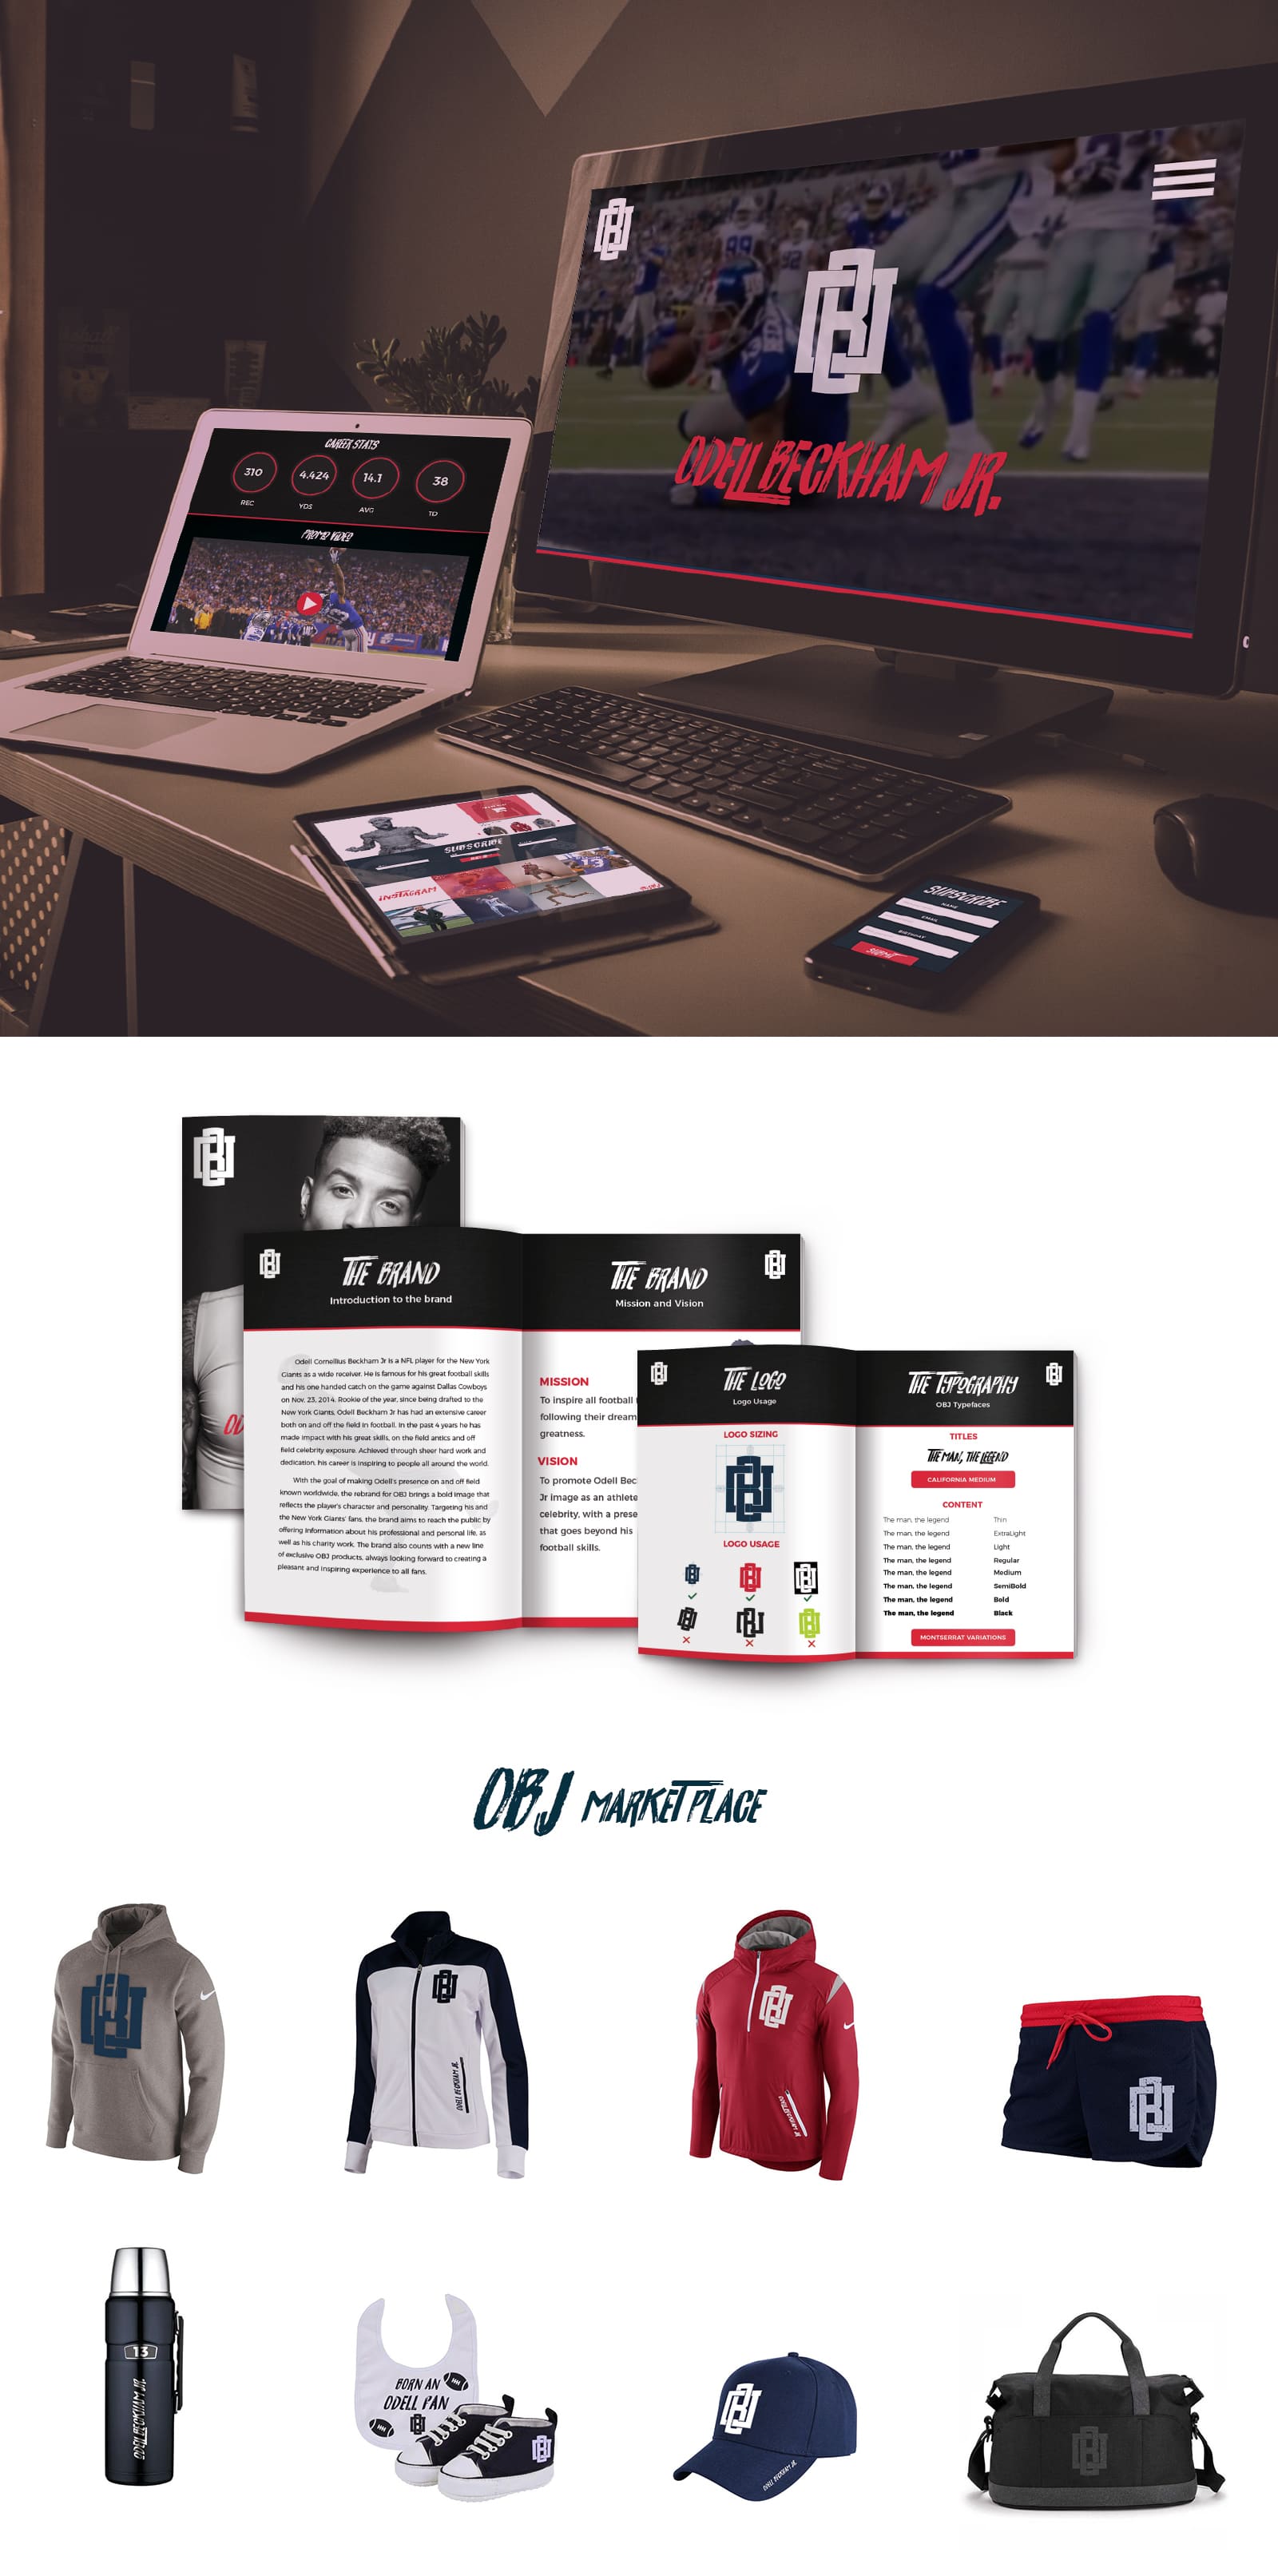 OBJ
OBJ
ODELL BECKHAM JR.
CAREER STATS
310
4.424
14.1
38
REC
YDS
AVG
TD
PROMO VIDEO
SUBSCRIBE
INSTAGRAM
SUBSCRIBE
NAME
EMAIL
BIRTHDAY
SUBMIT
OBJ
OD
THE BRAND
Introduction to the brand
Odell Cornellius Beckham Jr is a NFL player for the New York
Giants as a wide receiver. He is famous for his great football skills
and his one handed catch on the game against Dallas Cowboys
on Nov. 23, 2014. Rookie of the year, since being drafted to the
New York Giants, Odell Beckham Jr has had an extensive career
both on and off the field in football. In the past 4 years he has
made impact with his great skills, on the field antics and off
field celebrity exposure. Achieved through sheer hard work and
dedication, his career is inspiring to people all around the world.
With the goal of making Odell's presence on and off field
known worldwide, the rebrand for OBJ brings a bold image that
reflects the player's character and personality. Targeting his and
the New York Giants' fans, the brand aims to reach the public by
offering information about his professional and personal life, as
well as his charity work. The brand also counts with a new line
of exclusive OBJ products, always looking forward to creating a
pleasant and inspiring experience to all fans.
THE BRAND
Mission and Vision
MISSION
To inspire all football
following their dream
greatness.
VISION
To promote Odell Bec
Jr image as an athlete
celebrity, with a prese
that goes beyond his
football skills.
THE LOGO
Logo Usage
LOGO SIZING
LOGO USAGE
THE TYPOGRAPHY
OBJ Typefaces
TITLES
THE MAN, THE LEGEND
CALIFORNIA MEDIUM
CONTENT
The man, the legend Thin
The man, the legend ExtraLight
The man, the legend Light
The man, the legend Regular
The man, the legend Medium
The man, the legend SemiBold
The man, the legend Bold
The man, the legend Black
MONTSERRAT VARIATIONS
OBJ MARKETPLACE
ODELL BECKHAM JR.
ODELL BECKHAM JR.
13
ODELL BECKHAM JR.
BORN AN
ODELL FAN
ODELL BECKHAM JR.